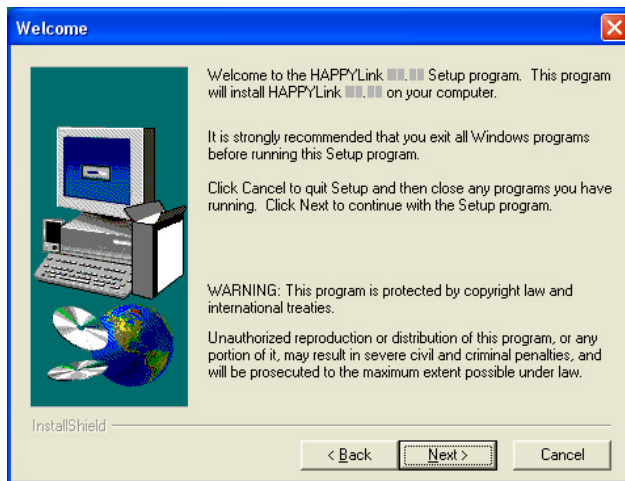 Welcome
Welcome to the HAPPYLink . Setup program. This program
will install HAPPYLink . on your computer.
It is strongly recommended that you exit all Windows programs
before running this Setup program.
Click Cancel to quit Setup and then close any programs you have
running. Click Next to continue with the Setup program.
WARNING: This program is protected by copyright law and
international treaties.
Unauthorized reproduction or distribution of this program, or any
portion of it, may result in severe civil and criminal penalties, and
will be prosecuted to the maximum extent possible under law.
InstallShield
< Back Next > Cancel